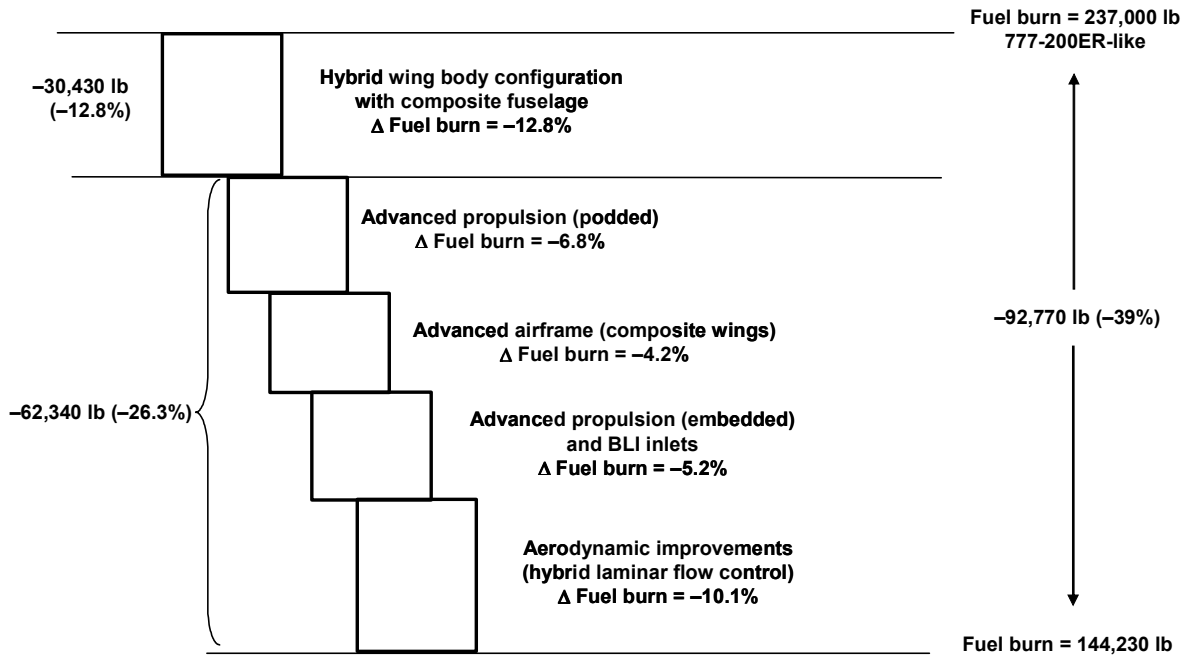 Fuel burn = 237,000 lb
777-200ER-like
–30,430 lb
(–12.8%)
Hybrid wing body configuration
with composite fuselage
Δ Fuel burn = –12.8%
Advanced propulsion (podded)
Δ Fuel burn = –6.8%
–92,770 lb (–39%)
Advanced airframe (composite wings)
Δ Fuel burn = –4.2%
–62,340 lb (–26.3%)
Advanced propulsion (embedded)
and BLI inlets
Δ Fuel burn = –5.2%
Aerodynamic improvements
(hybrid laminar flow control)
Δ Fuel burn = –10.1%
Fuel burn = 144,230 lb